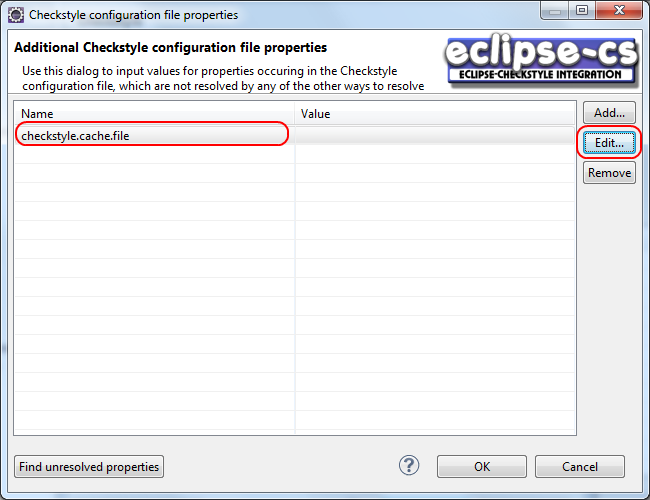 Checkstyle configuration file properties
Additional Checkstyle configuration file properties
Use this dialog to input values for properties occuring in the Checkstyle
configuration file, which are not resolved by any of the other ways to resolve
eclipse-cs
ECLIPSE-CHECKSTYLE INTEGRATION
Name Value
checkstyle.cache.file
Add...
Edit...
Remove
Find unresolved properties
?
OK
Cancel